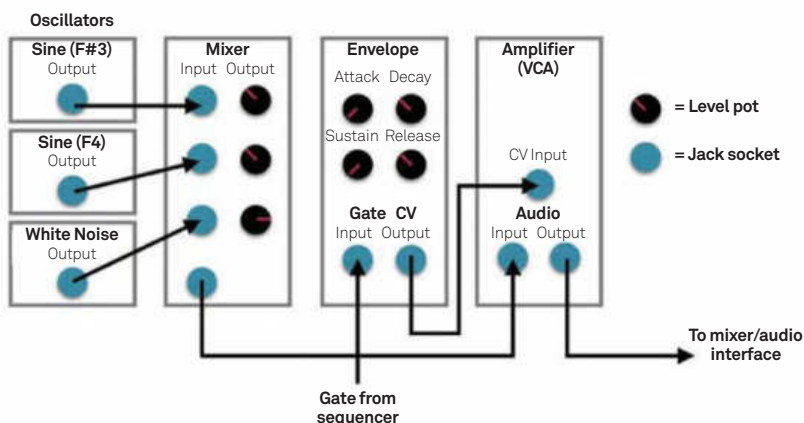 Oscillators
Sine (F#3)
Output
Sine (F4)
Output
White Noise
Output
Mixer
Input Output
Envelope
Attack Decay
Sustain Release
Gate CV
Input Output
Amplifier
(VCA)
CV Input
Audio
Input Output
= Level pot
= Jack socket
To mixer/audio
interface
Gate from
sequencer